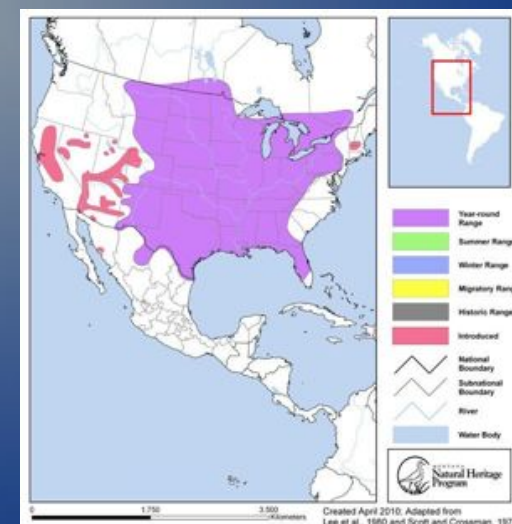 Year-round
Range
Summer Rang
Winter Range
Migratory Rang
Historic Range
Introduced
National
Boundary
Subnational
Boundary
River
Water Body
MONTANA
Natural Heritage
Program
0 1,750 3,500
Kilometers
Created April 2010; Adapted from
Lee et al., 1980 and Scott and Crossman, 197